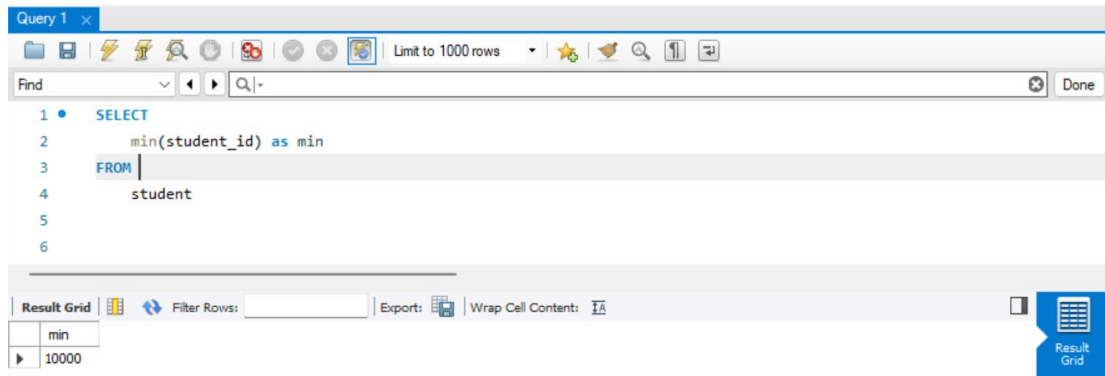 Query 1 ×
Limit to 1000 rows
Find
Done
1 SELECT
2 min(student_id) as min
3 FROM
4 student
5
6
Result Grid Filter Rows: Export: Wrap Cell Content: IA
min
10000
Result
Grid